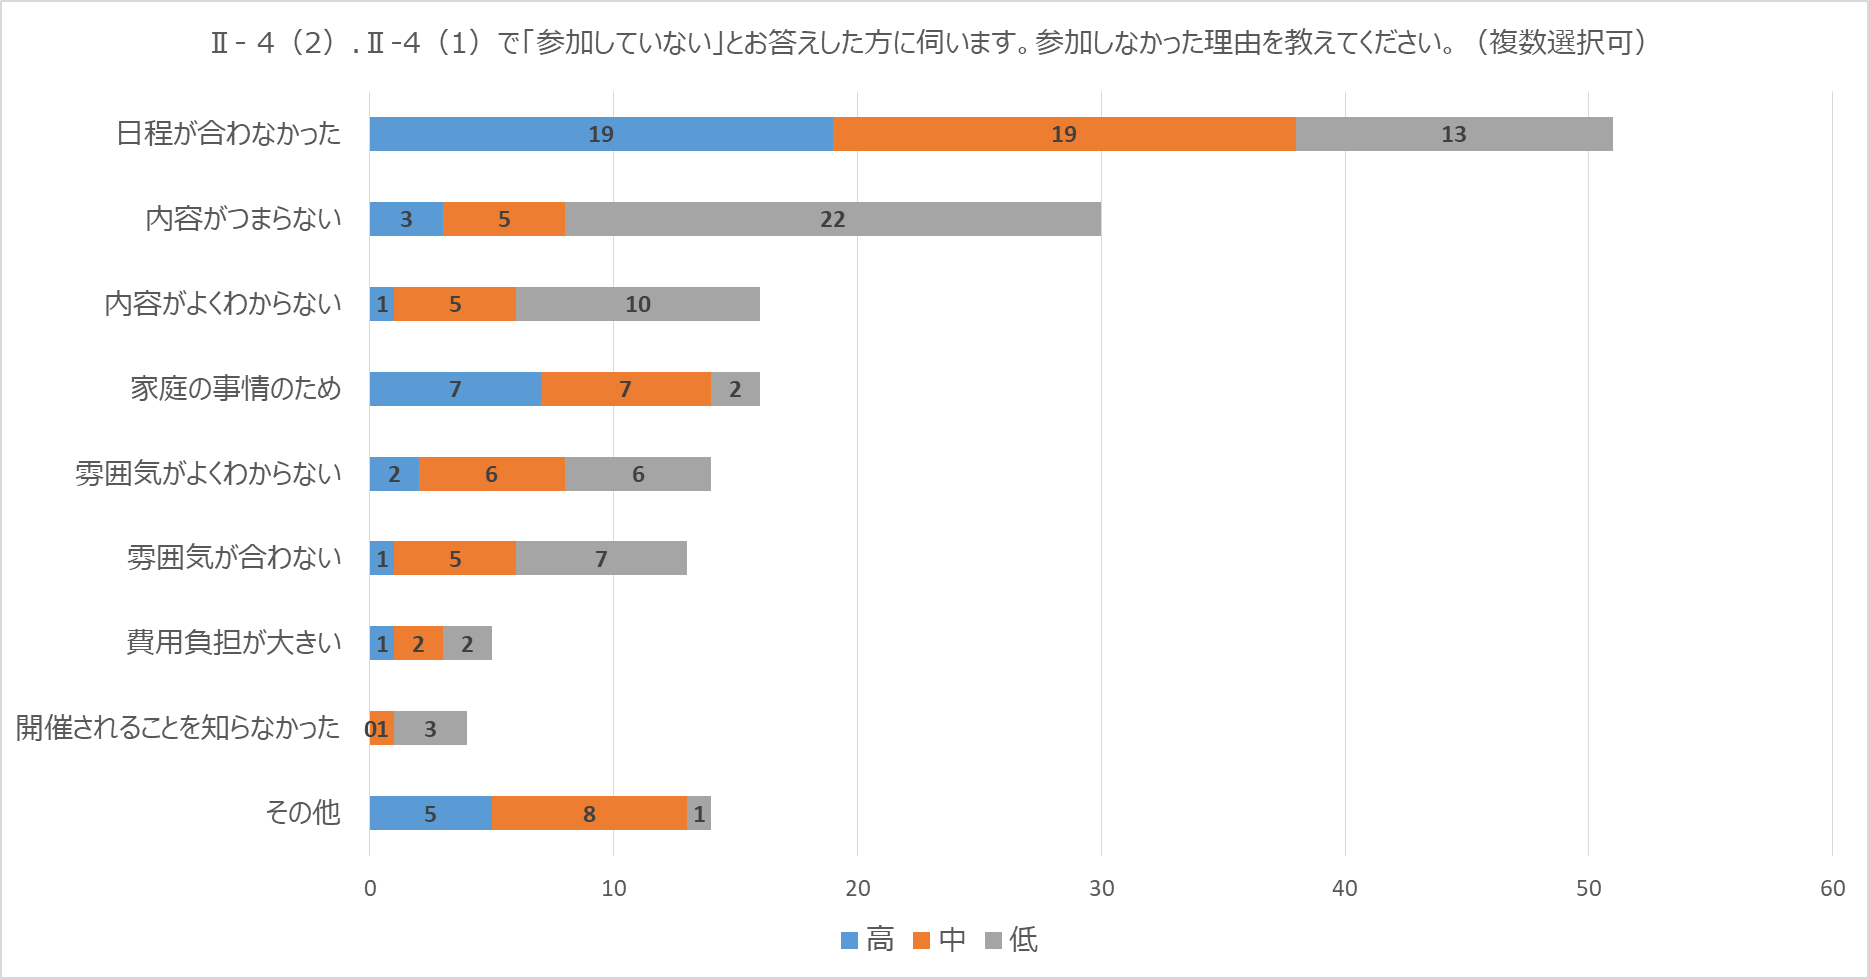 Ⅱ-４（2）.Ⅱ-4（1）で「参加していない」とお答えした方に伺います。参加しなかった理由を教えてください。（複数選択可）
日程が合わなかった 19 19 13
内容がつまらない 3 5 22
内容がよくわからない 1 5 10
家庭の事情のため 7 7 2
雰囲気がよくわからない 2 6 6
雰囲気が合わない 1 5 7
費用負担が大きい 1 2 2
開催されることを知らなかった 0 1 3
その他 5 8 1
0 10 20 30 40 50 60
高 中 低